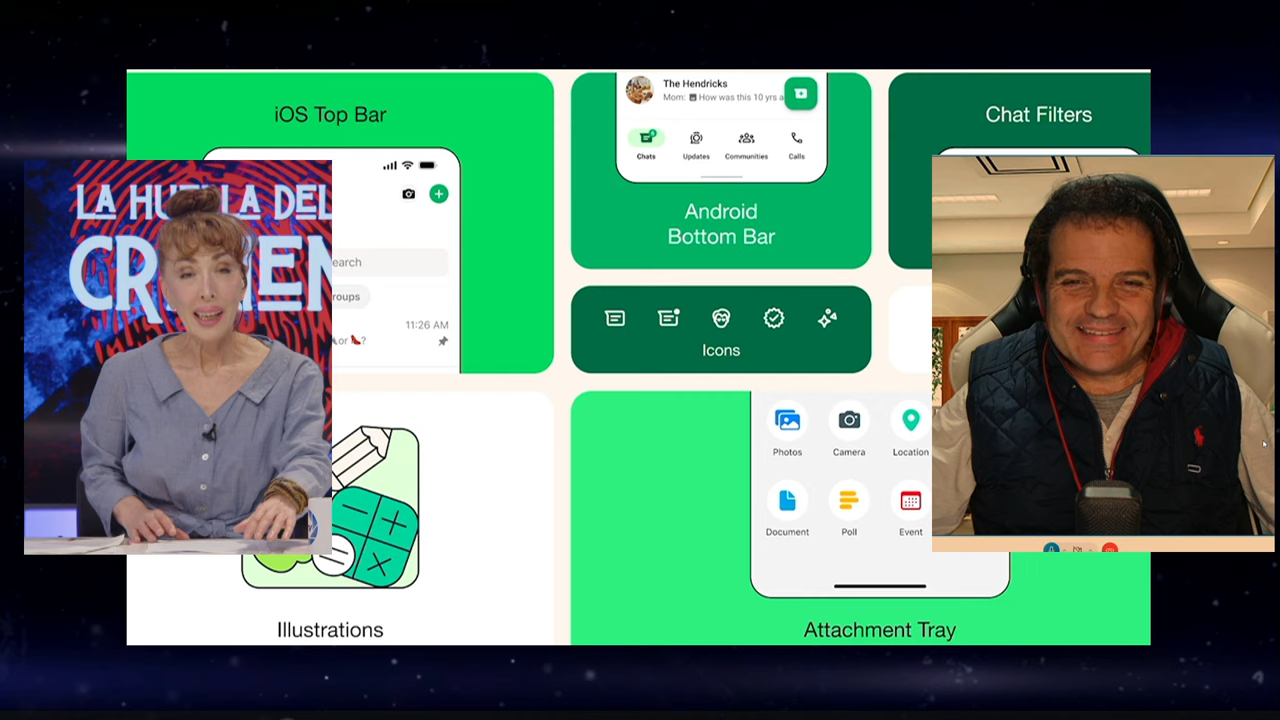 iOS Top Bar
The Hendricks
Mom: How was this 10 yrs a
Chats
Updates
Communities
Calls
Android
Bottom Bar
Chat Filters
LA HUELLA DEL
CRIMEN
earch
roups
11:26 AM
or ?
Icons
Photos
Camera
Location
Document
Poll
Event
Illustrations
Attachment Tray